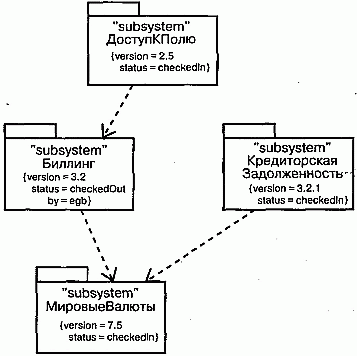 "subsystem"
ДоступКПолю
{version = 2.5
status = checkedIn}
"subsystem"
Биллинг
{version = 3.2
status = checkedOut
by = egb}
"subsystem"
Кредиторская
Задолженность
{version = 3.2.1
status = checkedIn}
"subsystem"
МировыеВалюты
{version = 7.5
status = checkedIn}